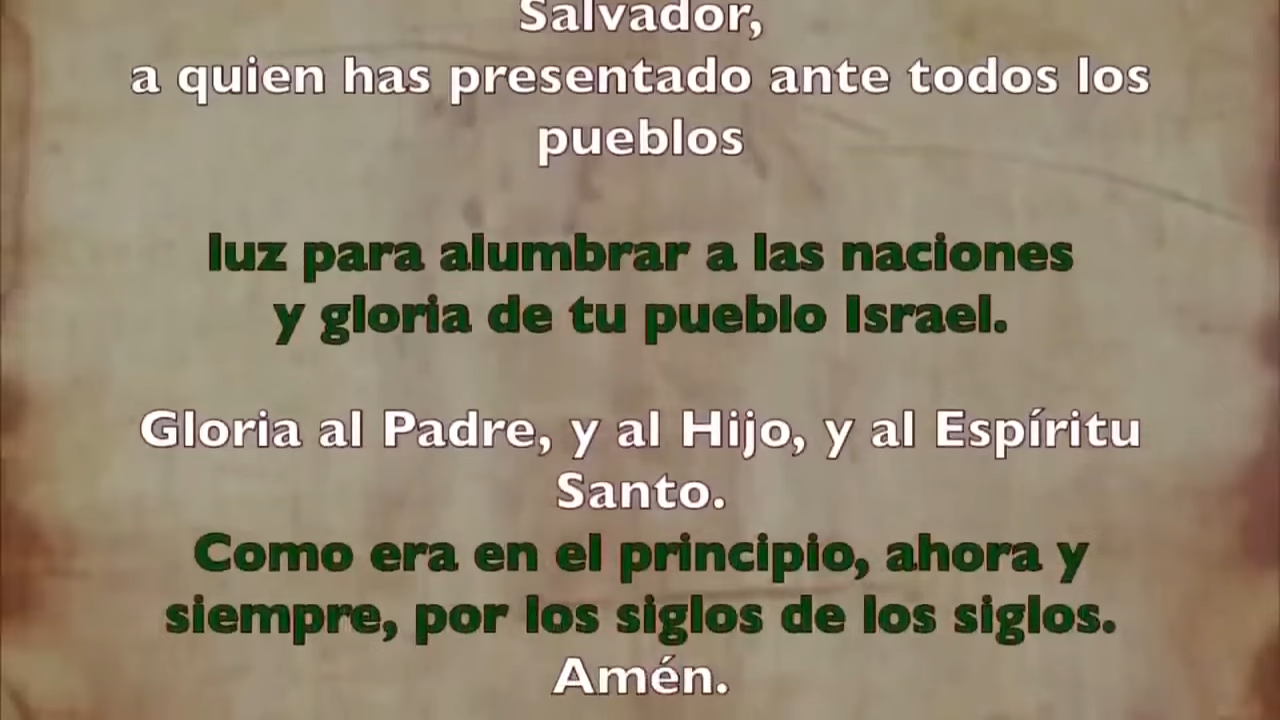 Salvador,
a quien has presentado ante todos los
pueblos
luz para alumbrar a las naciones
y gloria de tu pueblo Israel.
Gloria al Padre, y al Hijo, y al Espíritu
Santo.
Como era en el principio, ahora y
siempre, por los siglos de los siglos.
Amén.